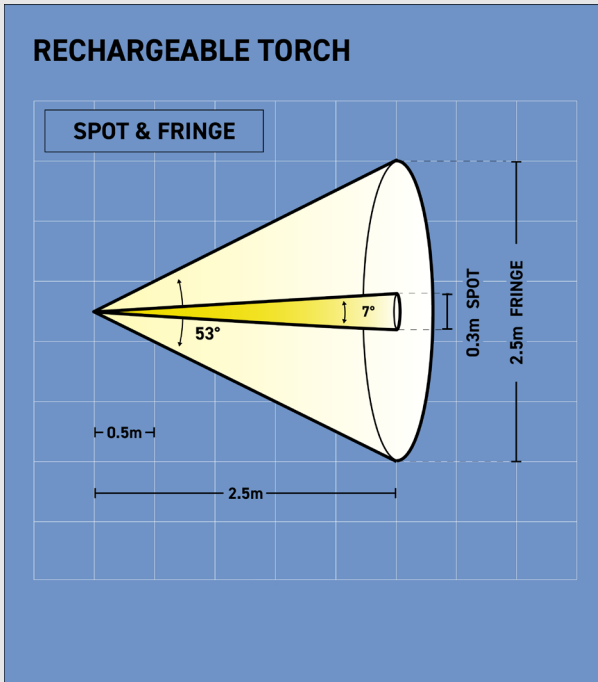 RECHARGEABLE TORCH
SPOT & FRINGE
53°
7°
0.3m SPOT
2.5m FRINGE
0.5m
2.5m